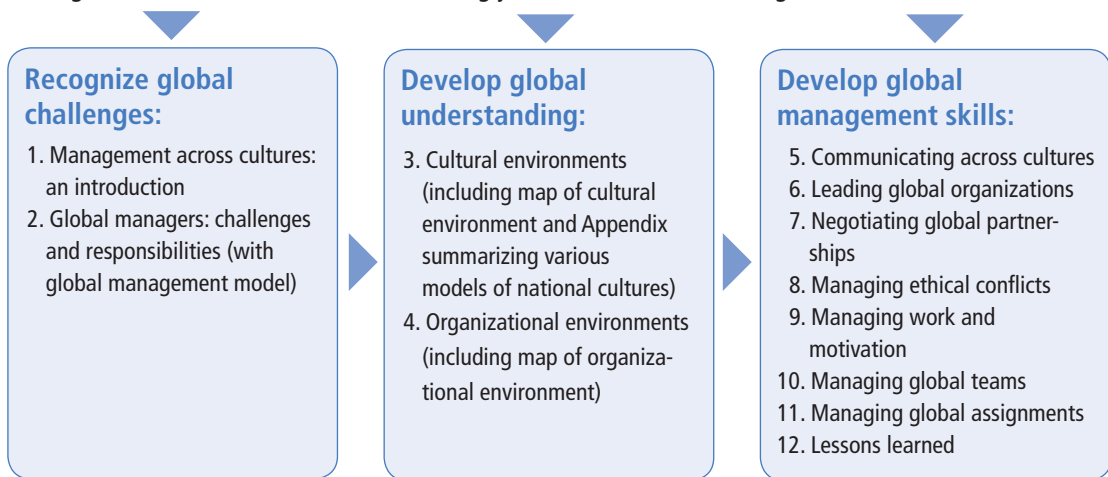 Recognize global
challenges:
1. Management across cultures:
an introduction
2. Global managers: challenges
and responsibilities (with
global management model)
Develop global
understanding:
3. Cultural environments
(including map of cultural
environment and Appendix
summarizing various
models of national cultures)
4. Organizational environments
(including map of organiza-
tional environment)
Develop global
management skills:
5. Communicating across cultures
6. Leading global organizations
7. Negotiating global partner-
ships
8. Managing ethical conflicts
9. Managing work and
motivation
10. Managing global teams
11. Managing global assignments
12. Lessons learned